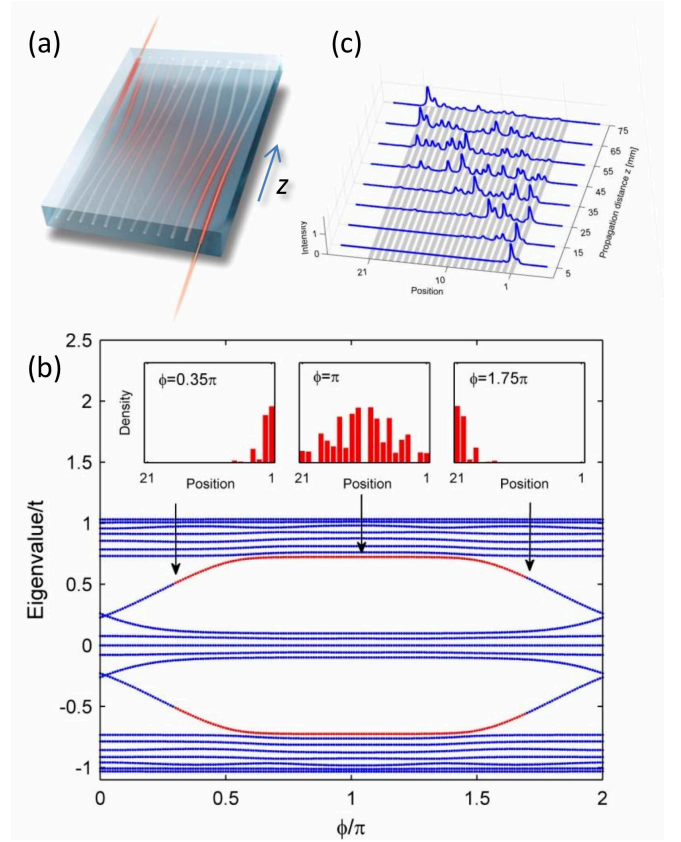 (a)
z
(c)
Intensity
1
0
21
10
1
Position
5
15
25
35
45
55
65
75
Propagation distance z [mm]
(b)
Eigenvalue/t
2.5
2
1.5
1
0.5
0
-0.5
-1
Density
ϕ=0.35π
21 Position 1
ϕ=π
21 Position 1
ϕ=1.75π
21 Position 1
0 0.5 1 1.5 2
ϕ/π